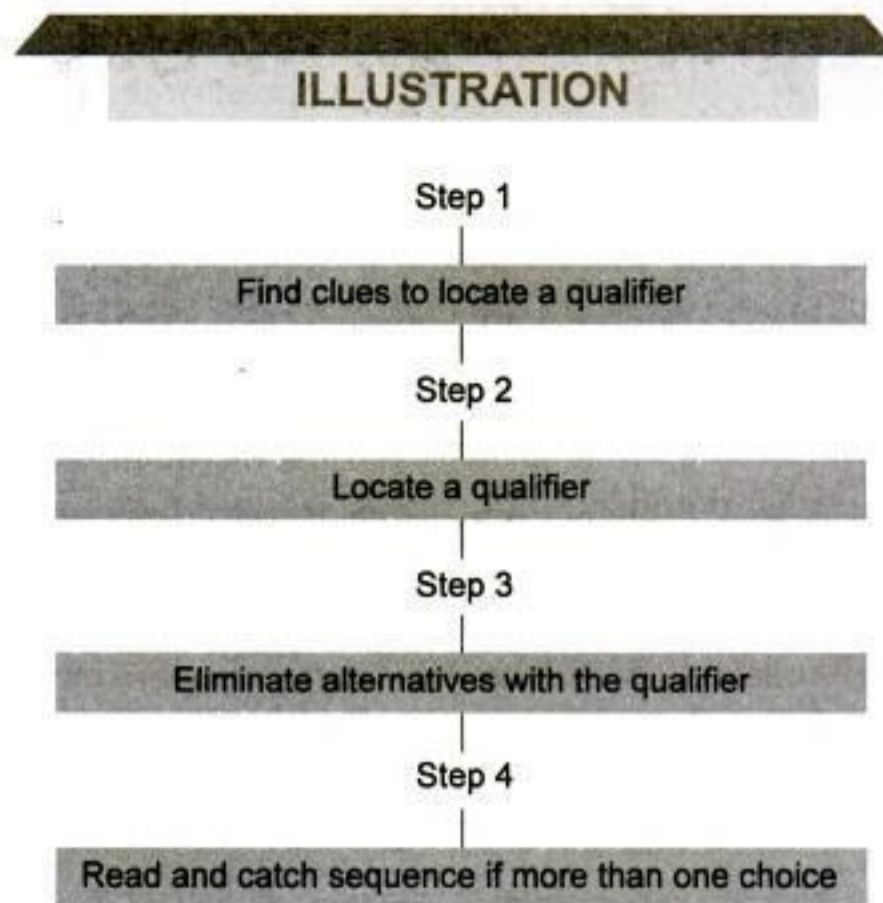 ILLUSTRATION
Step 1
Find clues to locate a qualifier
Step 2
Locate a qualifier
Step 3
Eliminate alternatives with the qualifier
Step 4
Read and catch sequence if more than one choice